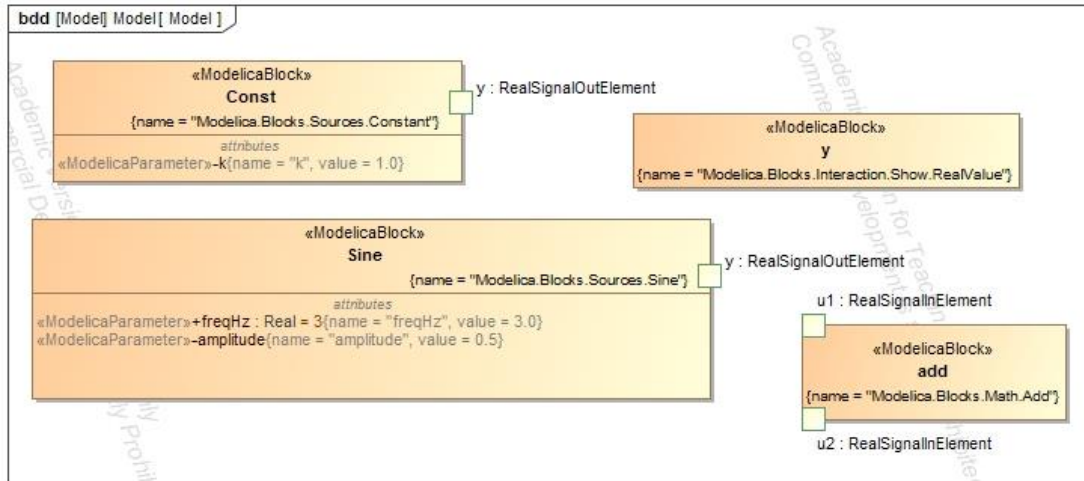 bdd [Model] Model[ Model ]
«ModelicaBlock»
Const
{name = "Modelica.Blocks.Sources.Constant"}
attributes
«ModelicaParameter»-k{name = "k", value = 1.0}
y : RealSignalOutElement
«ModelicaBlock»
y
{name = "Modelica.Blocks.Interaction.Show.RealValue"}
«ModelicaBlock»
Sine
{name = "Modelica.Blocks.Sources.Sine"}
attributes
«ModelicaParameter»+freqHz : Real = 3{name = "freqHz", value = 3.0}
«ModelicaParameter»-amplitude{name = "amplitude", value = 0.5}
y : RealSignalOutElement
u1 : RealSignalInElement
«ModelicaBlock»
add
{name = "Modelica.Blocks.Math.Add"}
u2 : RealSignalInElement